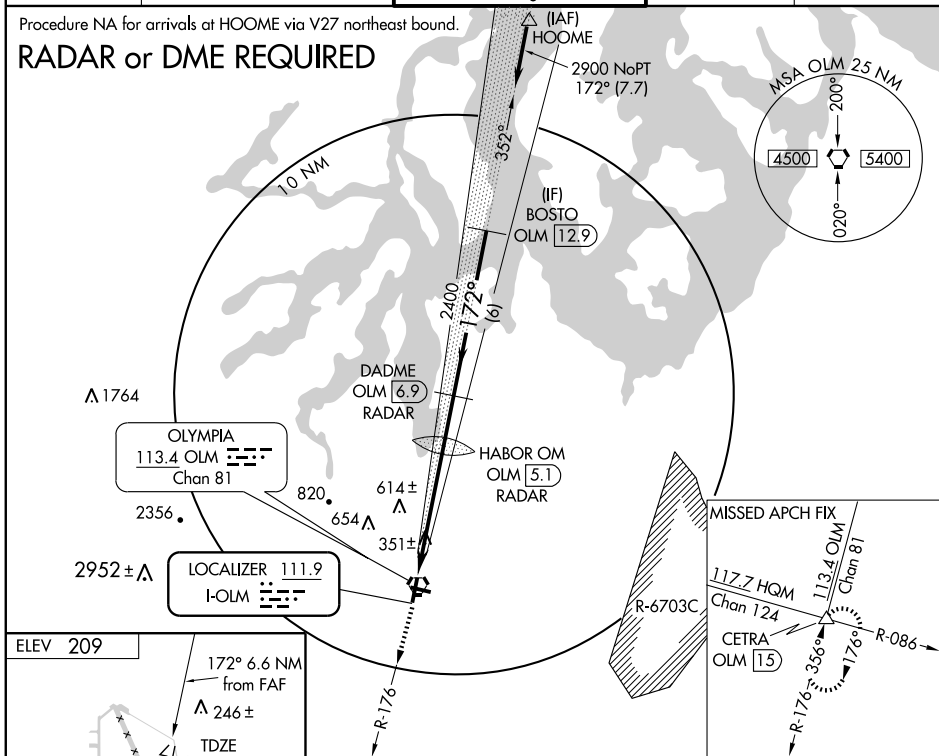 Procedure NA for arrivals at HOOME via V27 northeast bound.
RADAR or DME REQUIRED
(IAF)
HOOME
2900 NoPT
172° (7.7)
352°
MSA OLM 25 NM
200°
4500
5400
020°
10 NM
(IF)
BOSTO
OLM 12.9
2400
172°
(6)
DADME
OLM 6.9
RADAR
1764
OLYMPIA
113.4 OLM
Chan 81
HABOR OM
OLM 5.1
RADAR
820
614±
654
2356
351±
2952±
LOCALIZER 111.9
I-OLM
R-6703C
R-176
MISSED APCH FIX
113.4 OLM
Chan 81
117.7 HQM
Chan 124
CETRA
OLM 15
R-086
356°
176°
R-176
ELEV 209
172° 6.6 NM
from FAF
246±
TDZE